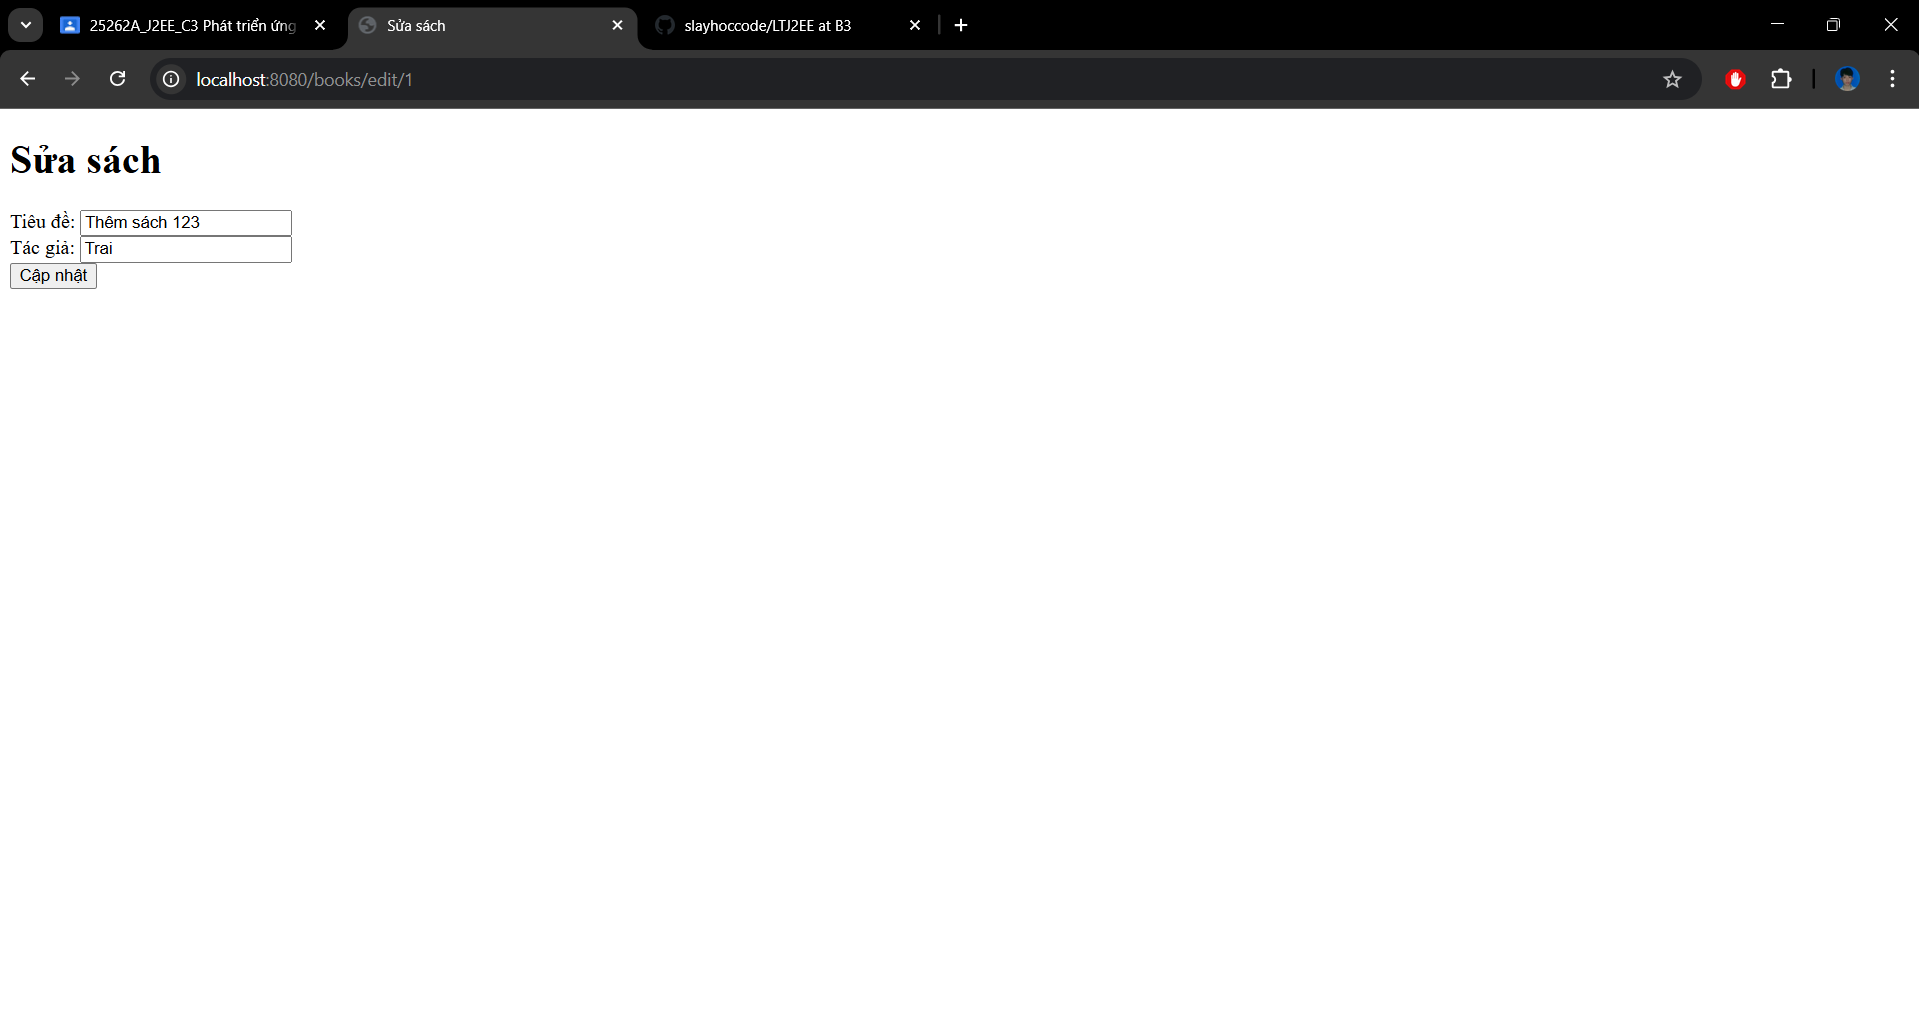 25262A_J2EE_C3 Phát triển ứng
Sửa sách
slayhoccode/LTJ2EE at B3
localhost:8080/books/edit/1
Sửa sách
Tiêu đề: Thêm sách 123
Tác giả: Trai
Cập nhật